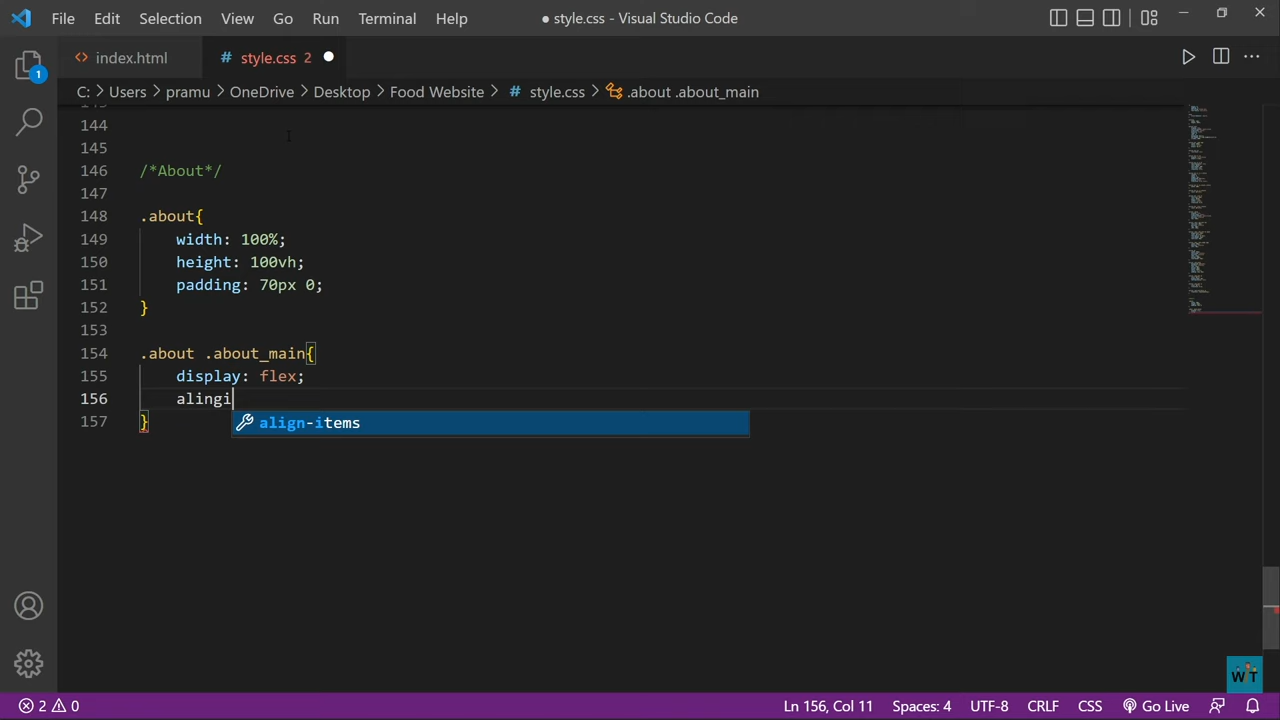 File Edit Selection View Go Run Terminal Help ● style.css - Visual Studio Code
<> index.html # style.css 2 ●
C: > Users > pramu > OneDrive > Desktop > Food Website > # style.css > .about .about_main
1
143
144
145
146 /*About*/
147
148 .about{
149 width: 100%;
150 height: 100vh;
151 padding: 70px 0;
152 }
153
154 .about .about_main{
155 display: flex;
156 alingi
align-items
157 }
WT
2 0 Ln 156, Col 11 Spaces: 4 UTF-8 CRLF CSS Go Live